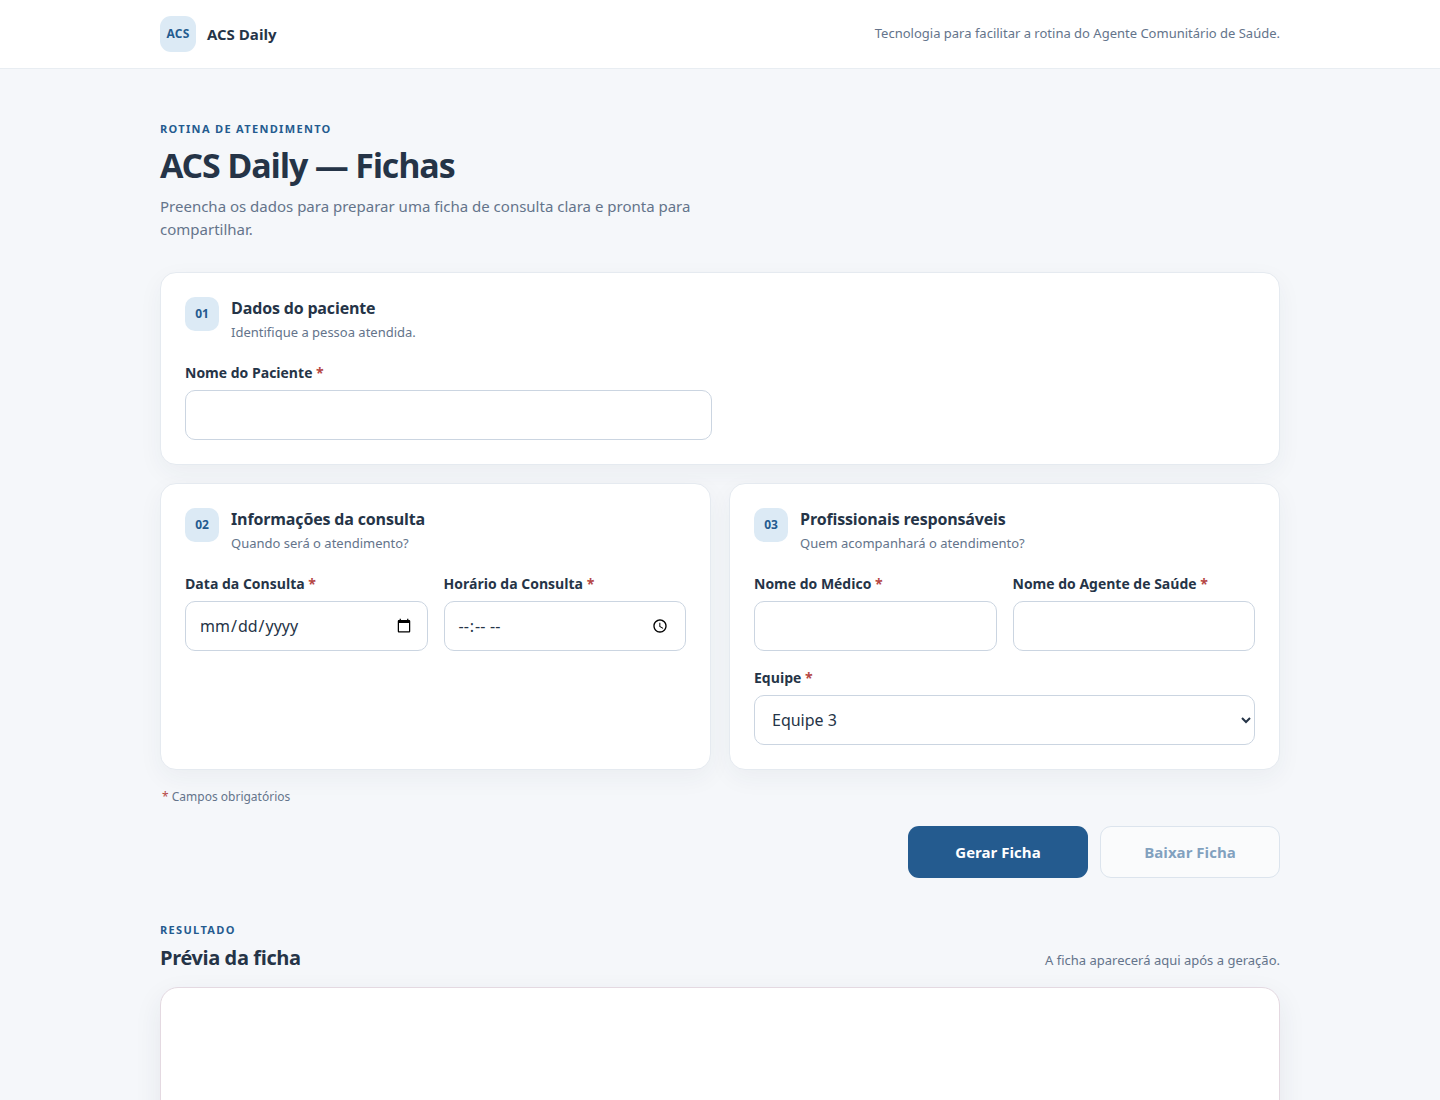 ACS
ACS Daily
Tecnologia para facilitar a rotina do Agente Comunitário de Saúde.
ROTINA DE ATENDIMENTO
ACS Daily — Fichas
Preencha os dados para preparar uma ficha de consulta clara e pronta para
compartilhar.
01
Dados do paciente
Identifique a pessoa atendida.
Nome do Paciente *
02
Informações da consulta
Quando será o atendimento?
Data da Consulta *
Horário da Consulta *
mm/dd/yyyy
--:-- --
03
Profissionais responsáveis
Quem acompanhará o atendimento?
Nome do Médico *
Nome do Agente de Saúde *
Equipe *
Equipe 3
* Campos obrigatórios
Gerar Ficha
Baixar Ficha
RESULTADO
Prévia da ficha
A ficha aparecerá aqui após a geração.